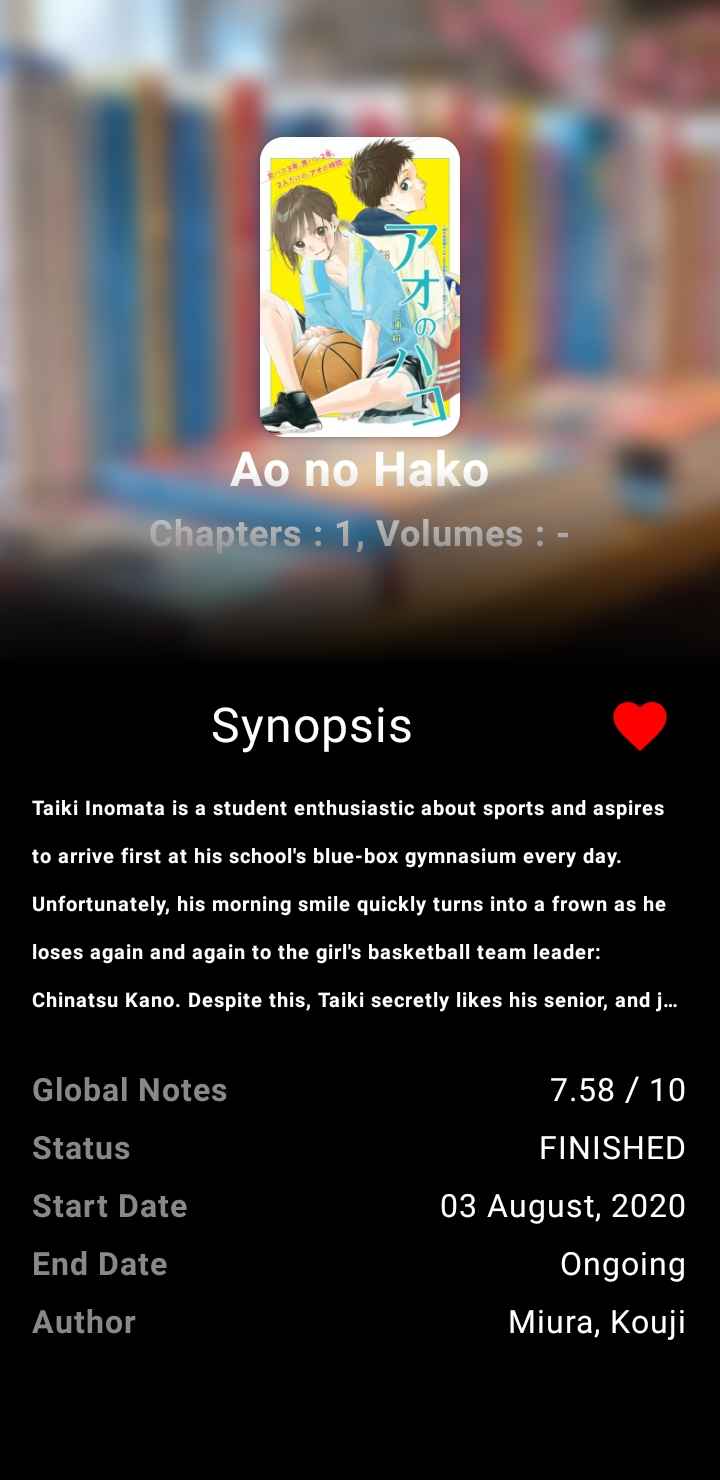 アオのハコ
Ao no Hako
Chapters : 1, Volumes : -
Synopsis
Taiki Inomata is a student enthusiastic about sports and aspires
to arrive first at his school's blue-box gymnasium every day.
Unfortunately, his morning smile quickly turns into a frown as he
loses again and again to the girl's basketball team leader:
Chinatsu Kano. Despite this, Taiki secretly likes his senior, and j…
Global Notes 7.58 / 10
Status FINISHED
Start Date 03 August, 2020
End Date Ongoing
Author Miura, Kouji